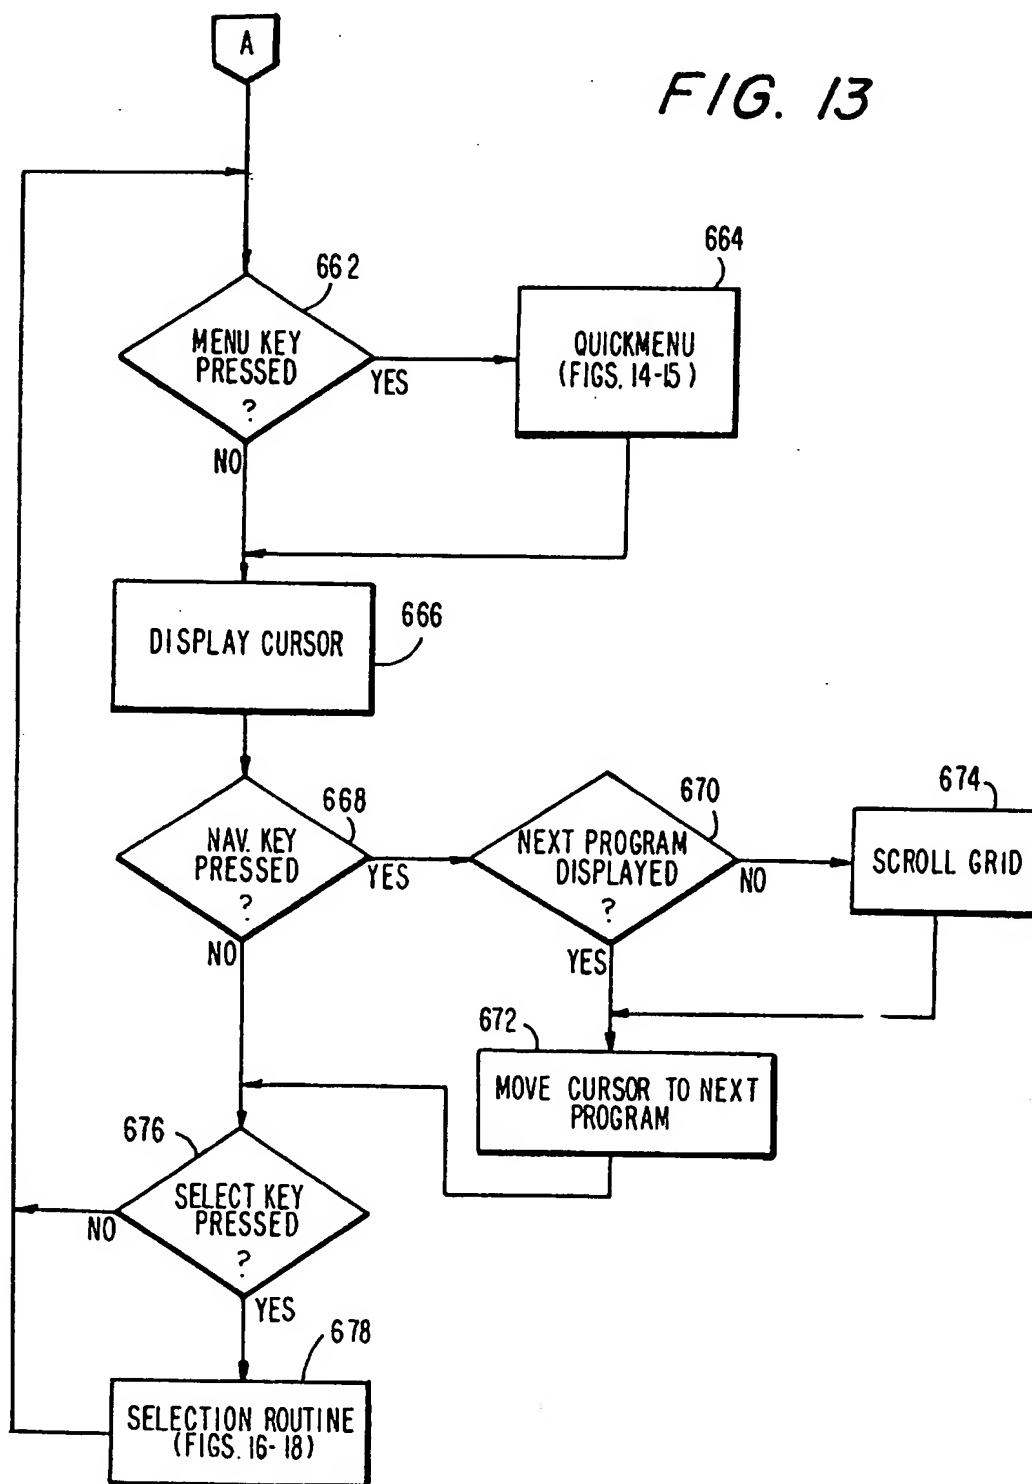 A
FIG. 13
662
664
MENU KEY
PRESSED
?
YES
NO
QUICKMENU
(FIGS. 14-15)
DISPLAY CURSOR
666
668
670
674
NAV. KEY
PRESSED
?
YES
NO
NEXT PROGRAM
DISPLAYED
?
NO
YES
SCROLL GRID
672
MOVE CURSOR TO NEXT
PROGRAM
676
SELECT KEY
PRESSED
?
NO
YES
678
SELECTION ROUTINE
(FIGS. 16-18)